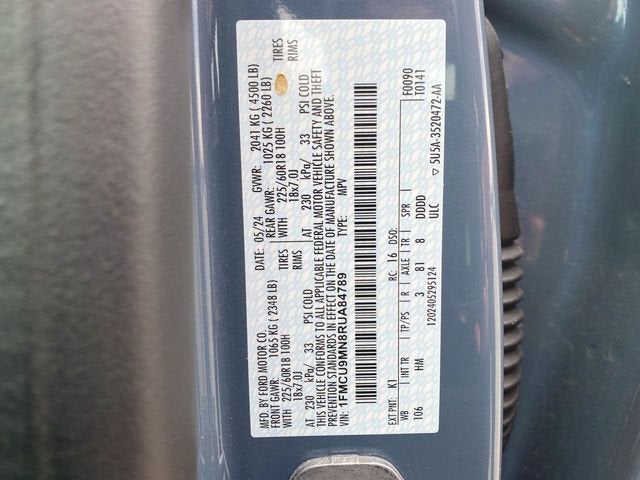 MFD. BY FORD MOTOR CO.
DATE: 05/24 GVWR: 2041 KG ( 4500 LB)
FRONT GAWR: 1065 KG ( 2348 LB) REAR GAWR: 1025 KG ( 2260 LB)
WITH 225/60R18 100H TIRES WITH 225/60R18 100H TIRES
18x7.0J RIMS 18x7.0J RIMS
AT 230 kPa/ 33 PSI COLD AT 230 kPa/ 33 PSI COLD
THIS VEHICLE CONFORMS TO ALL APPLICABLE FEDERAL MOTOR VEHICLE SAFETY AND THEFT
PREVENTION STANDARDS IN EFFECT ON THE DATE OF MANUFACTURE SHOWN ABOVE.
VIN: 1FMCU9MN8RUA84789 TYPE: MPV
F0090
T0141
EXT PNT: K1 RC: 16 DSO:
WB INT TR TP/PS R AXLE TR SPR
106 HM 3 81 8 DDDD
ULC
1202405295124
▽ 5U5A-3520472-AA